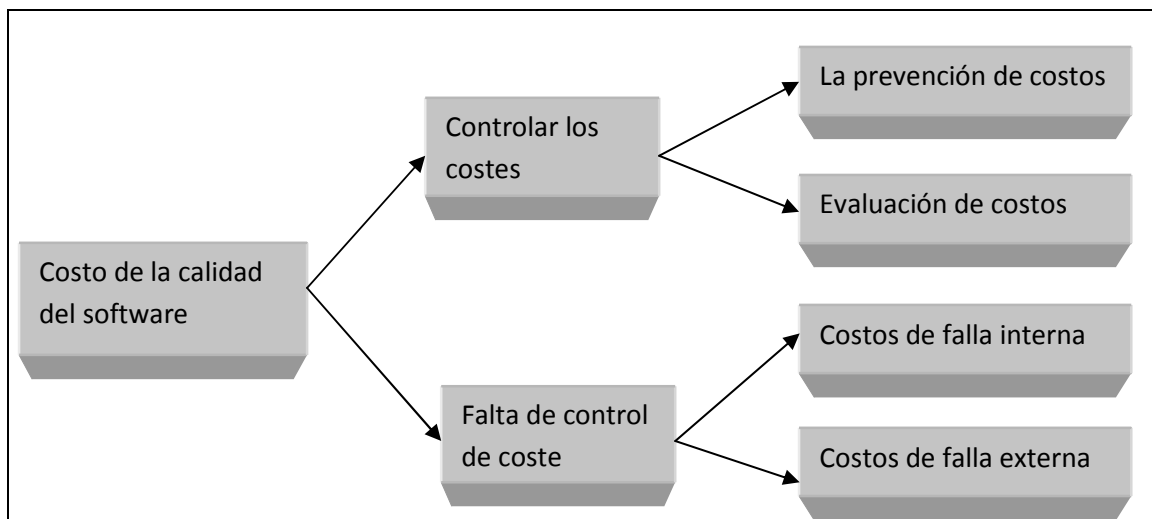 La prevención de costos
Controlar los
costes
Evaluación de costos
Costo de la calidad
del software
Costos de falla interna
Falta de control
de coste
Costos de falla externa